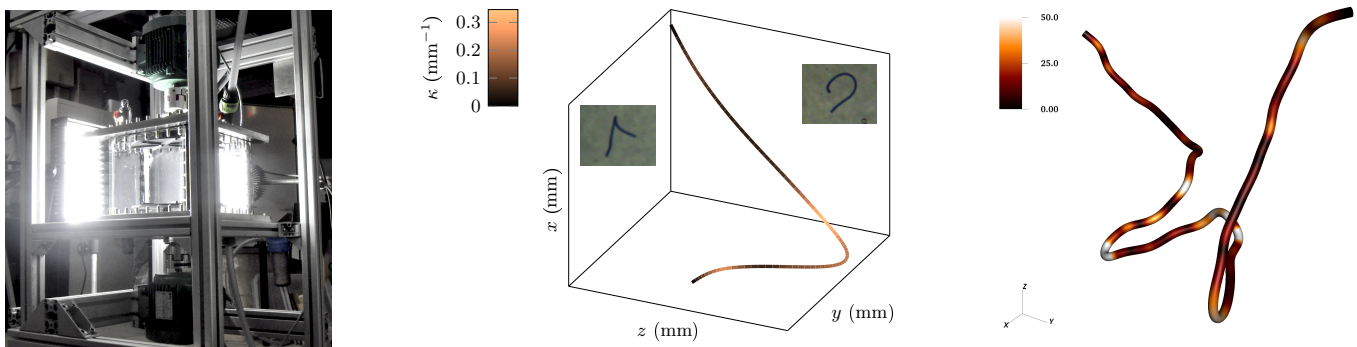 κ (mm⁻¹)
0.3
0.2
0.1
0
x (mm)
z (mm)
y (mm)
50.0
25.0
0.00
Z
X
Y